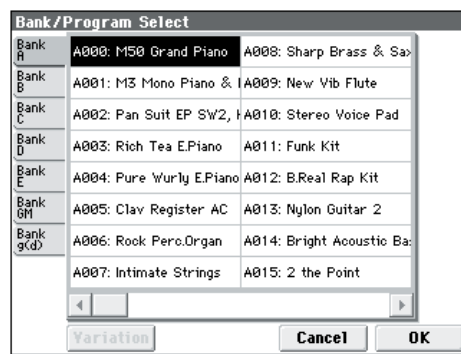 Bank/Program Select
Bank A
Bank B
Bank C
Bank D
Bank E
Bank GM
Bank g(d)
A000: M50 Grand Piano
A001: M3 Mono Piano &
A002: Pan Suit EP SW2,
A003: Rich Tea E.Piano
A004: Pure Wurly E.Piano
A005: Clav Register AC
A006: Rock Perc.Organ
A007: Intimate Strings
A008: Sharp Brass & Sax
A009: New Vib Flute
A010: Stereo Voice Pad
A011: Funk Kit
A012: B.Real Rap Kit
A013: Nylon Guitar 2
A014: Bright Acoustic
A015: 2 the Point
Variation
Cancel
OK